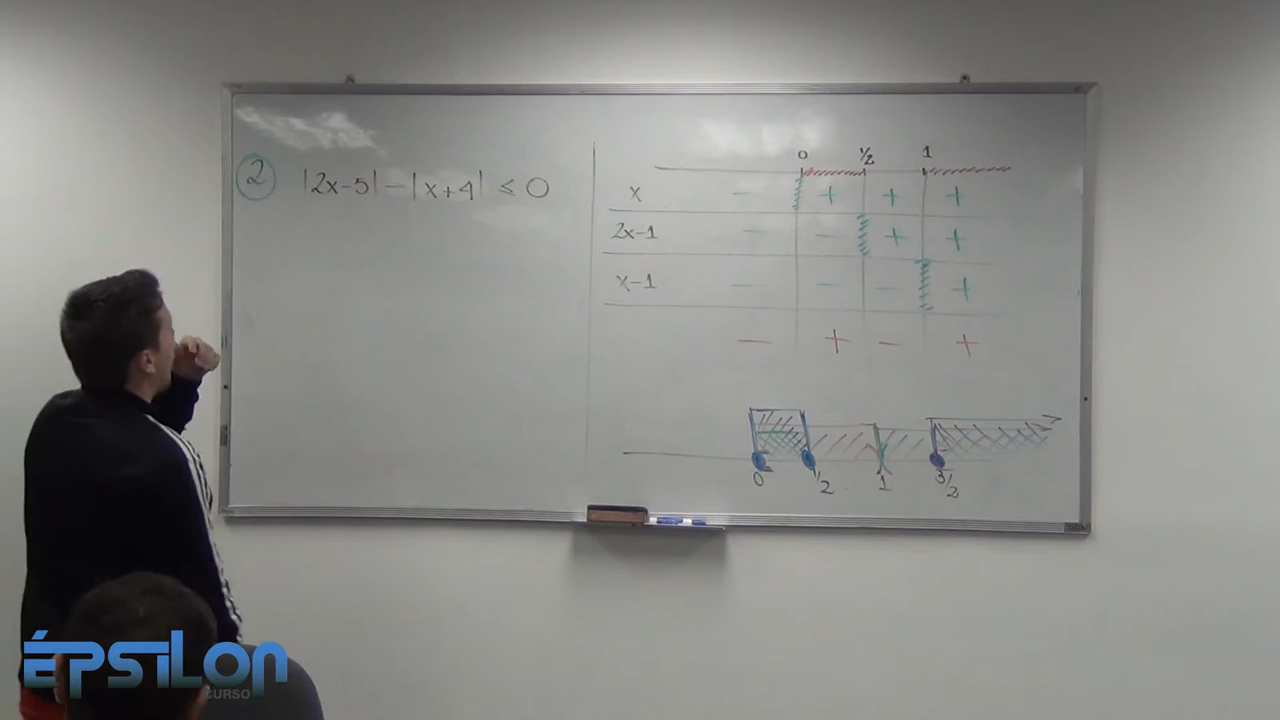 2 |2x-5| - |x+4| ≤ 0
0 1/2 1
x - + + +
2x-1 - - + +
x-1 - - - +
- + - +
0 1/2 1 3/2
ÉPSILON
CURSO